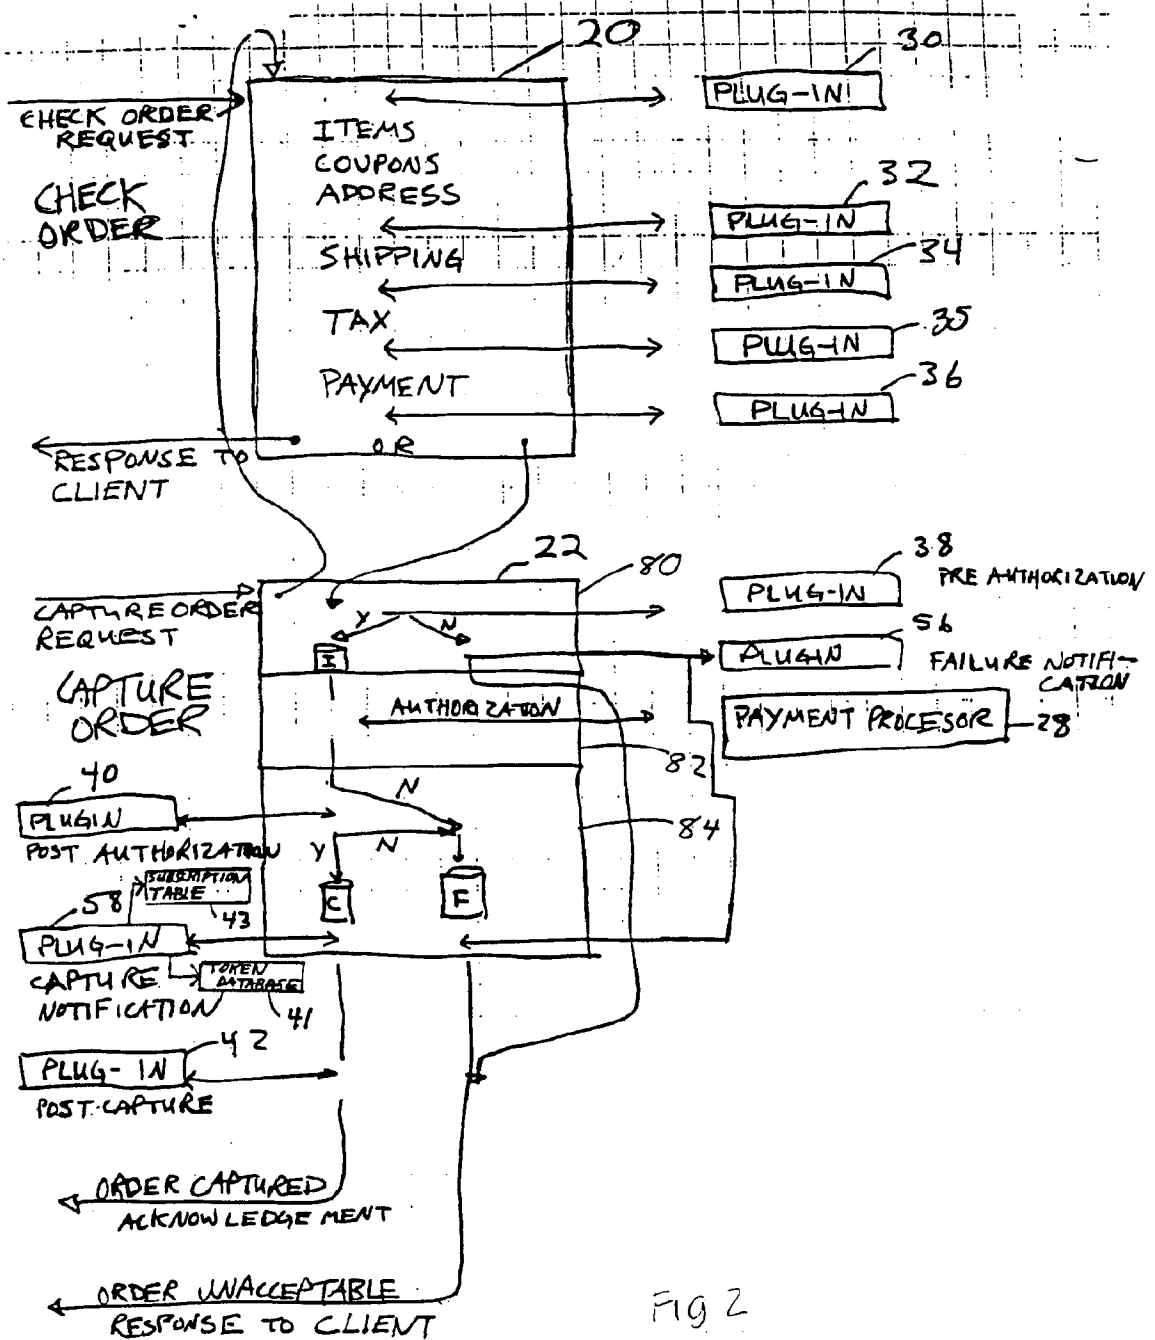 20
30
PLUG-IN
CHECK ORDER
REQUEST
ITEMS
COUPONS
ADDRESS
CHECK
ORDER
32
PLUG-IN
SHIPPING
34
PLUG-IN
TAX
35
PLUG-IN
PAYMENT
36
PLUG-IN
OR
RESPONSE TO
CLIENT
22
80
38
PRE AUTHORIZATION
PLUG-IN
CAPTURE ORDER
REQUEST
Y
N
I
56
PLUGIN
FAILURE NOTIFI-
CATION
CAPTURE
ORDER
AUTHORIZATION
PAYMENT PROCESOR
28
82
40
PLUGIN
POST AUTHORIZATION
N
84
Y
N
SUBSCRIPTION
TABLE
43
C
F
58
PLUG-IN
CAPTURE
NOTIFICATION
TOKEN
DATABASE
41
42
PLUG-IN
POST-CAPTURE
ORDER CAPTURED
ACKNOWLEDGEMENT
ORDER UNACCEPTABLE
RESPONSE TO CLIENT
FIG 2